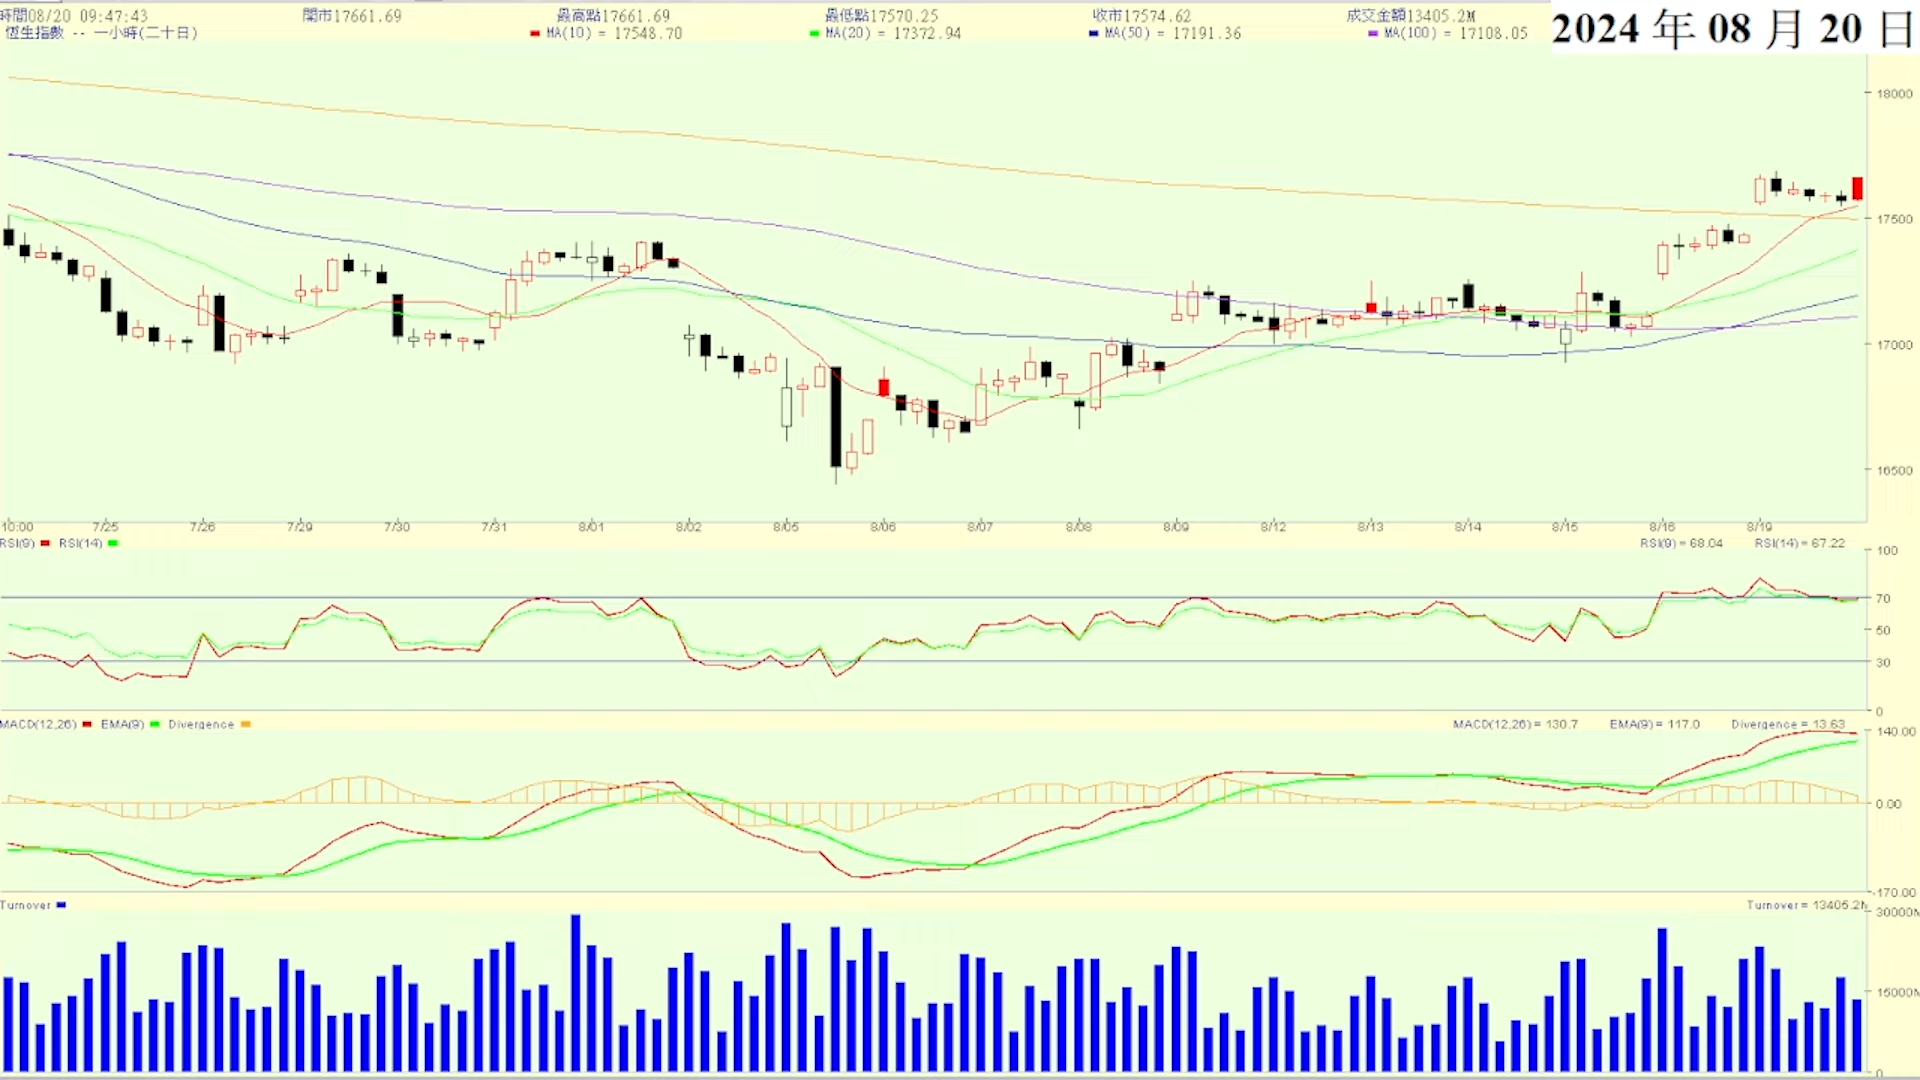 時間08/20 09:47:43 開市17661.69 最高點17661.69 最低點17570.25 收市17574.62 成交金額13405.2M
2024 年 08 月 20 日
恆生指數 -- 一小時(二十日) MA(10) = 17548.70 MA(20) = 17372.94 MA(50) = 17191.36 MA(100) = 17108.05
18000
17500
17000
16500
10:00 7/25 7/26 7/29 7/30 7/31 8/01 8/02 8/05 8/06 8/07 8/08 8/09 8/12 8/13 8/14 8/15 8/16 8/19
RSI(9) RSI(14) RSI(9) = 68.04 RSI(14) = 67.22
100
70
50
30
0
MACD(12,26) EMA(9) Divergence MACD(12,26) = 130.7 EMA(9) = 117.0 Divergence = 13.63
140.00
0.00
-170.00
Turnover Turnover = 13405.2M
30000M
15000M
0